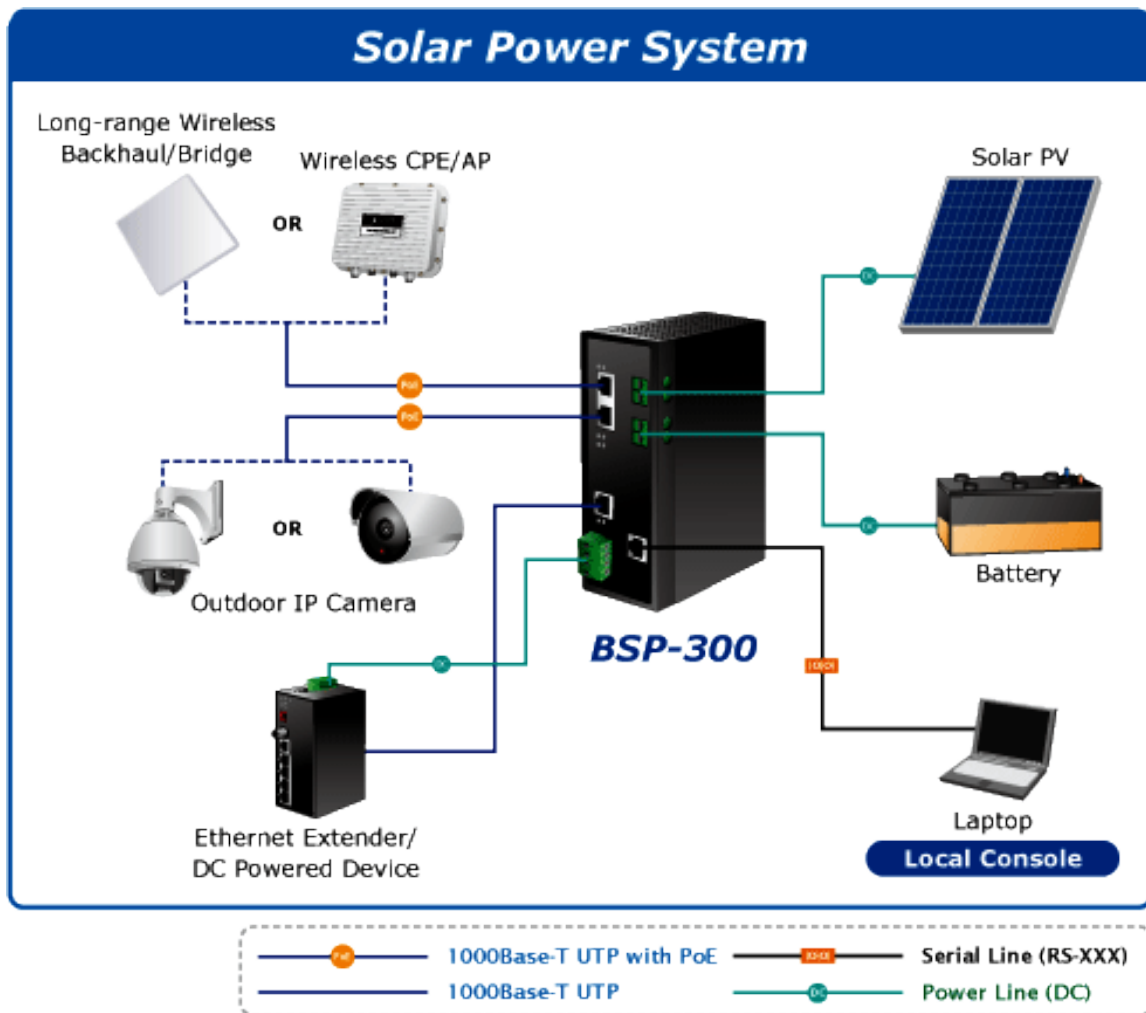 Solar Power System
Long-range Wireless
Backhaul/Bridge
Wireless CPE/AP
OR
Solar PV
DC
PoE
PoE
OR
Outdoor IP Camera
DC
Battery
BSP-300
DC
Ethernet Extender/
DC Powered Device
Laptop
Local Console
PoE
1000Base-T UTP with PoE
Serial Line (RS-XXX)
1000Base-T UTP
DC
Power Line (DC)